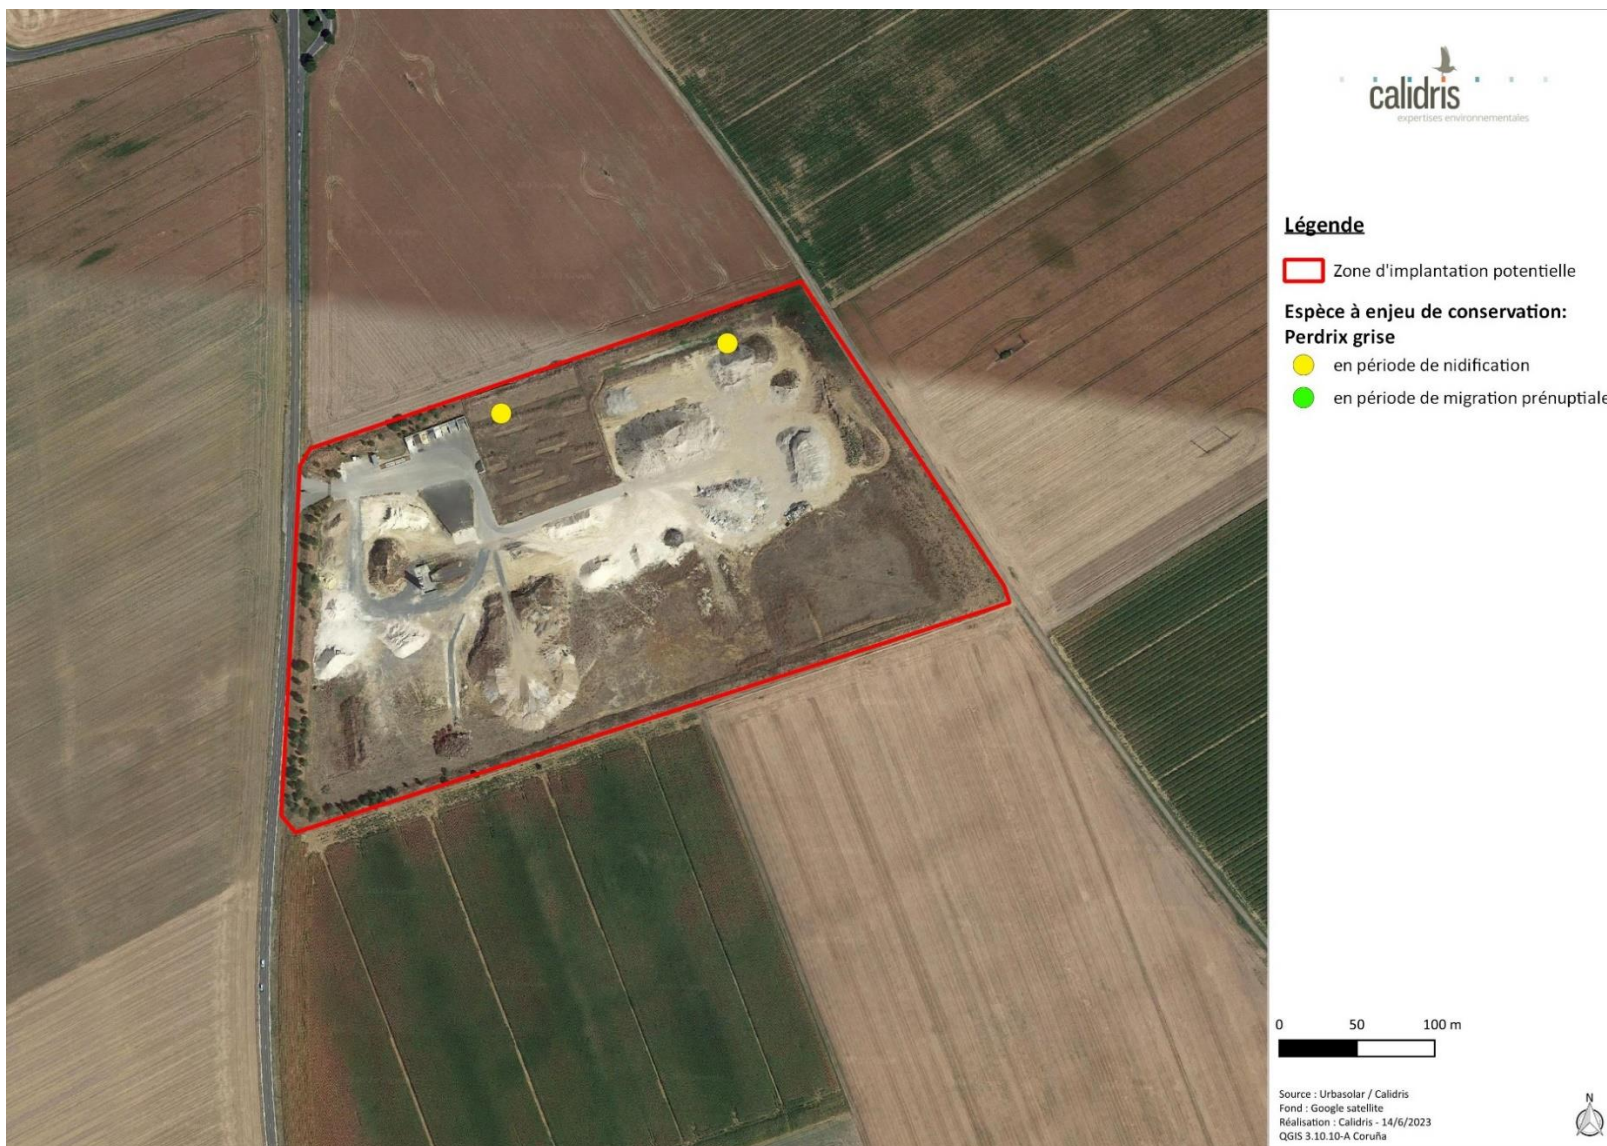 calidris
expertises environnementales
Légende
Zone d'implantation potentielle
Espèce à enjeu de conservation:
Perdrix grise
en période de nidification
en période de migration prénuptiale
0 50 100 m
Source : Urbasolar / Calidris
Fond : Google satellite
Réalisation : Calidris - 14/6/2023
QGIS 3.10.10-A Coruña
N